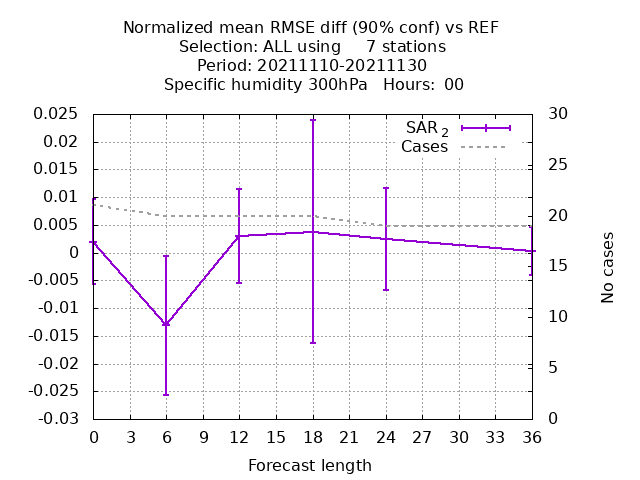 Normalized mean RMSE diff (90% conf) vs REF
Selection: ALL using     7 stations
Period: 20211110-20211130
Specific humidity 300hPa   Hours:  00
SAR 2
Cases
0.025
0.02
0.015
0.01
0.005
0
-0.005
-0.01
-0.015
-0.02
-0.025
-0.03
30
25
20
15
10
5
0
No cases
0 3 6 9 12 15 18 21 24 27 30 33 36
Forecast length